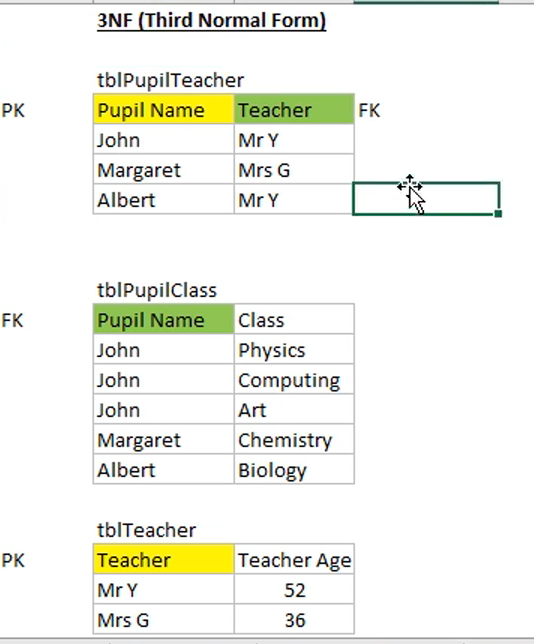 3NF (Third Normal Form)
tblPupilTeacher
PK Pupil Name Teacher FK
John Mr Y
Margaret Mrs G
Albert Mr Y
tblPupilClass
FK Pupil Name Class
John Physics
John Computing
John Art
Margaret Chemistry
Albert Biology
tblTeacher
PK Teacher Teacher Age
Mr Y 52
Mrs G 36